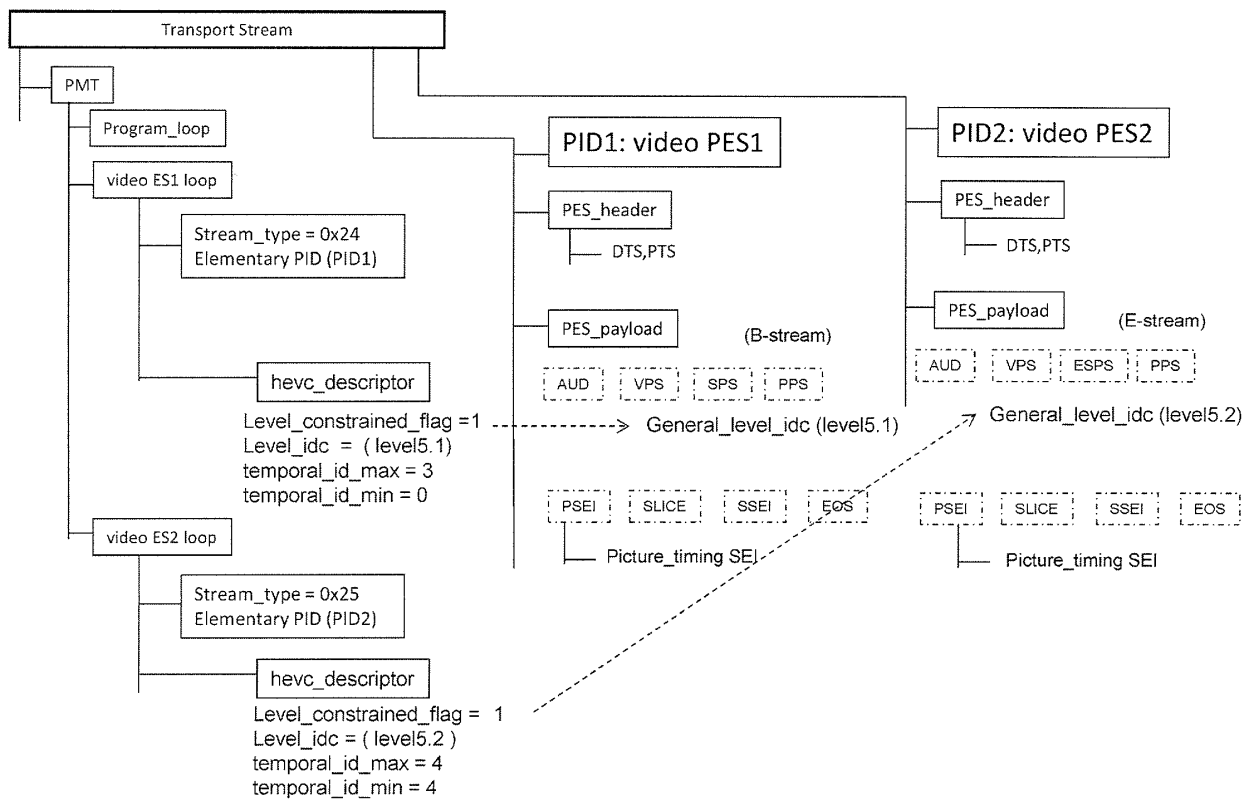 Transport Stream
PMT
Program_loop
video ES1 loop
Stream_type = 0x24
Elementary PID (PID1)
hevc_descriptor
Level_constrained_flag =1
Level_idc = ( level5.1)
temporal_id_max = 3
temporal_id_min = 0
video ES2 loop
Stream_type = 0x25
Elementary PID (PID2)
hevc_descriptor
Level_constrained_flag = 1
Level_idc = ( level5.2 )
temporal_id_max = 4
temporal_id_min = 4
PID1: video PES1
PES_header
DTS,PTS
PES_payload
(B-stream)
AUD VPS SPS PPS
General_level_idc (level5.1)
PSEI SLICE SSEI EOS
Picture_timing SEI
PID2: video PES2
PES_header
DTS,PTS
PES_payload
(E-stream)
AUD VPS ESPS PPS
General_level_idc (level5.2)
PSEI SLICE SSEI EOS
Picture_timing SEI